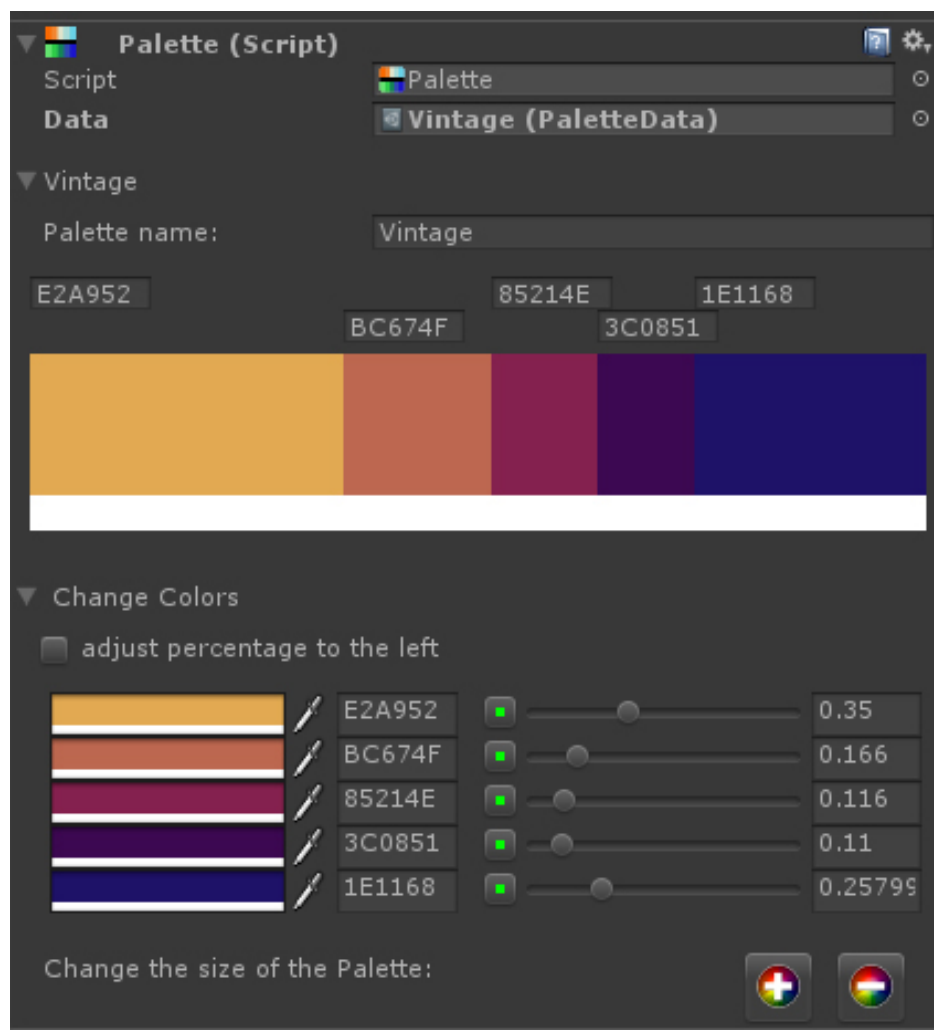 Palette (Script)
Script Palette
Data Vintage (PaletteData)
Vintage
Palette name: Vintage
E2A952 85214E 1E1168
BC674F 3C0851
Change Colors
adjust percentage to the left
E2A952 0.35
BC674F 0.166
85214E 0.116
3C0851 0.11
1E1168 0.25799
Change the size of the Palette: